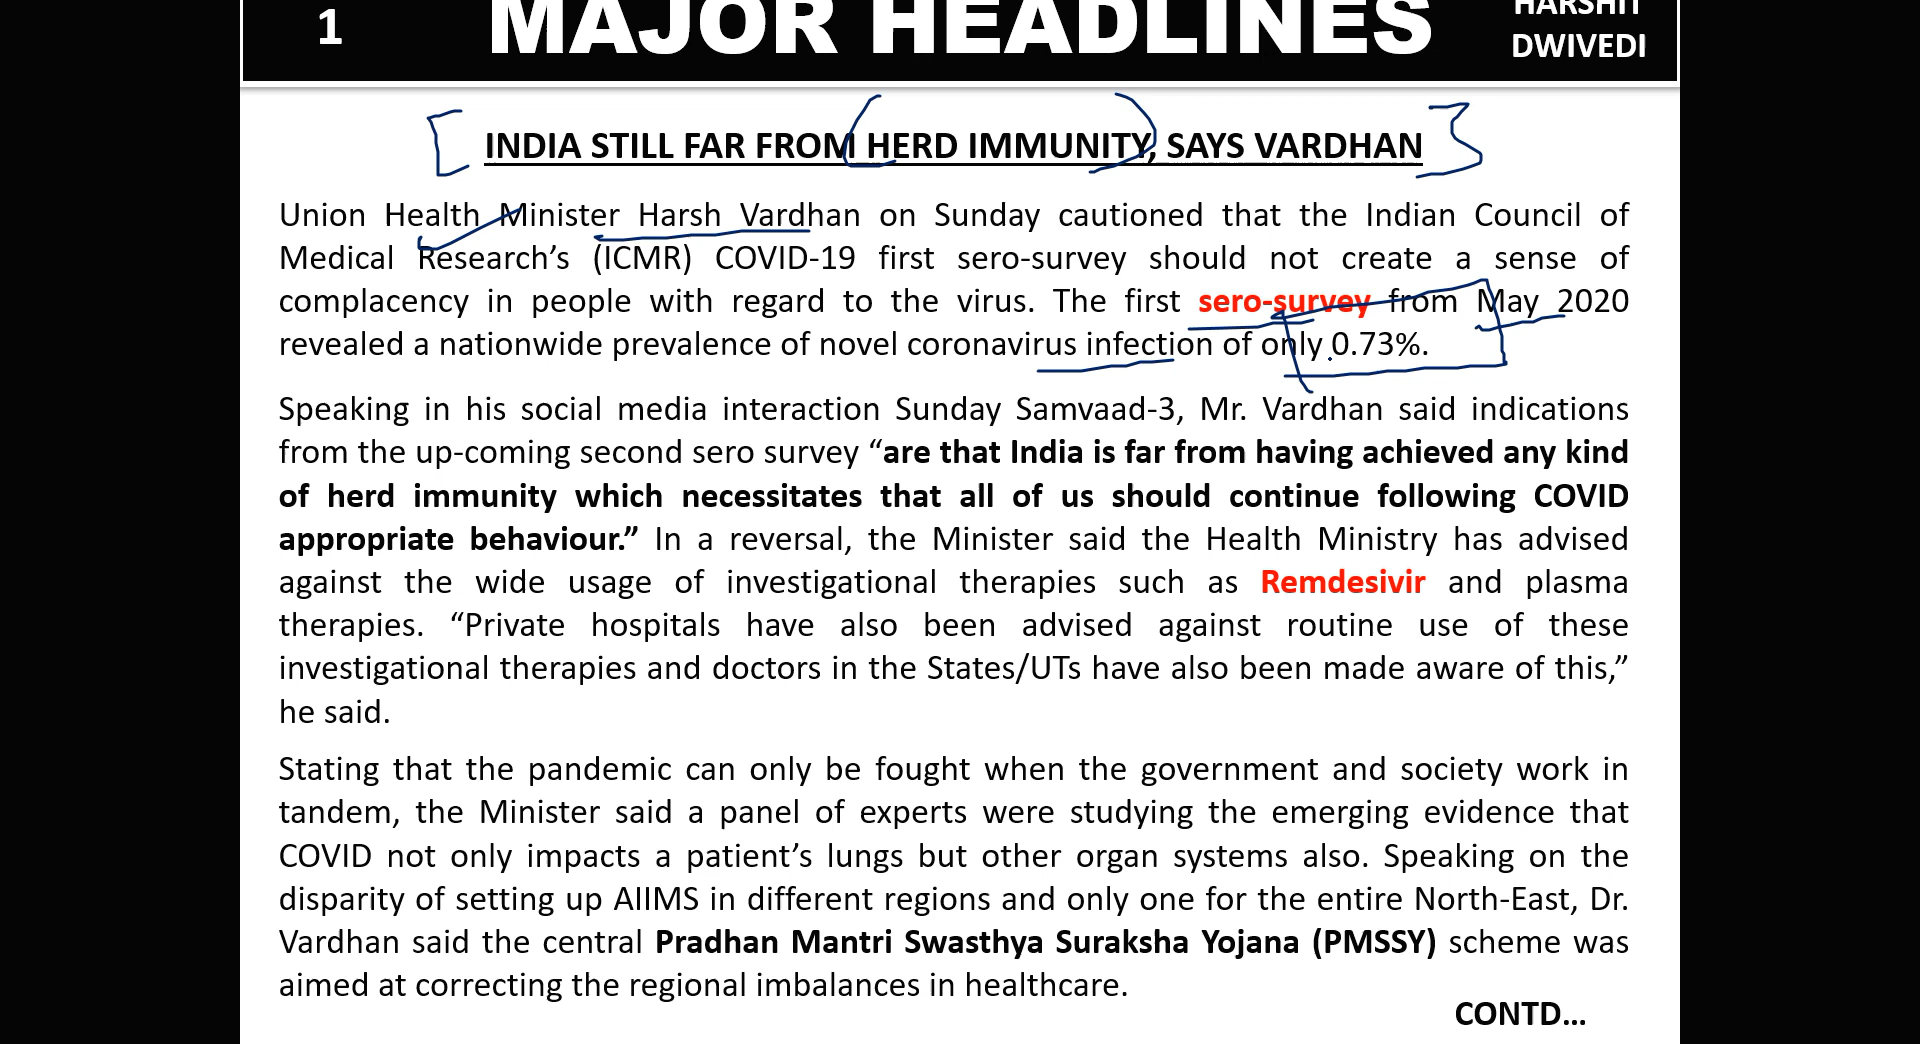 1
MAJOR HEADLINES
HARSHIT
DWIVEDI
INDIA STILL FAR FROM HERD IMMUNITY, SAYS VARDHAN
Union Health Minister Harsh Vardhan on Sunday cautioned that the Indian Council of
Medical Research’s (ICMR) COVID-19 first sero-survey should not create a sense of
complacency in people with regard to the virus. The first sero-survey from May 2020
revealed a nationwide prevalence of novel coronavirus infection of only 0.73%.
Speaking in his social media interaction Sunday Samvaad-3, Mr. Vardhan said indications
from the up-coming second sero survey “are that India is far from having achieved any kind
of herd immunity which necessitates that all of us should continue following COVID
appropriate behaviour.” In a reversal, the Minister said the Health Ministry has advised
against the wide usage of investigational therapies such as Remdesivir and plasma
therapies. “Private hospitals have also been advised against routine use of these
investigational therapies and doctors in the States/UTs have also been made aware of this,”
he said.
Stating that the pandemic can only be fought when the government and society work in
tandem, the Minister said a panel of experts were studying the emerging evidence that
COVID not only impacts a patient’s lungs but other organ systems also. Speaking on the
disparity of setting up AIIMS in different regions and only one for the entire North-East, Dr.
Vardhan said the central Pradhan Mantri Swasthya Suraksha Yojana (PMSSY) scheme was
aimed at correcting the regional imbalances in healthcare.
CONTD...